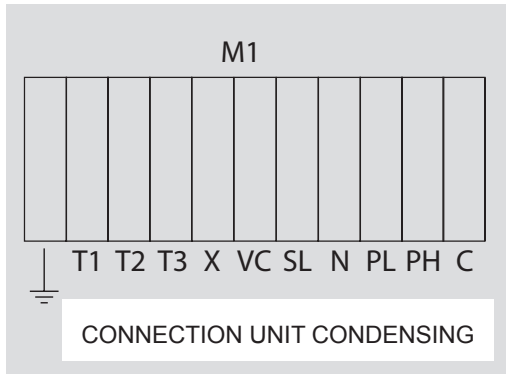 M1
T1 T2 T3 X VC SL N PL PH C
CONNECTION UNIT CONDENSING